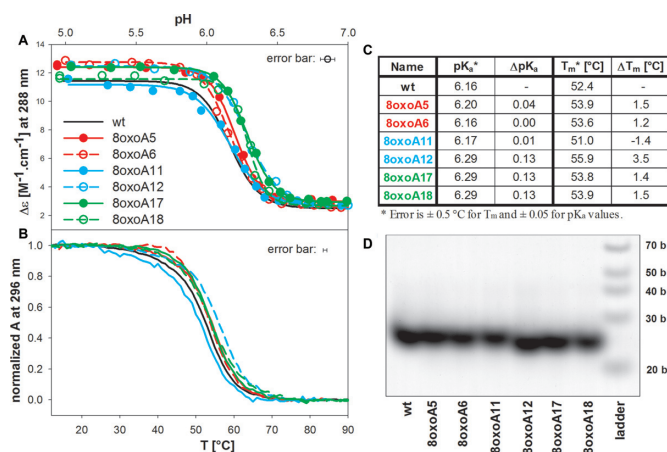 pH
5.0 5.5 6.0 6.5 7.0
A
error bar:
14
12
10
8
6
4
2
Δε [M⁻¹.cm⁻¹] at 288 nm
wt
8oxoA5
8oxoA6
8oxoA11
8oxoA12
8oxoA17
8oxoA18
B
error bar:
1.0
0.8
0.6
0.4
0.2
0.0
normalized A at 296 nm
20 30 40 50 60 70 80 90
T [°C]
C
Name pKa* ΔpKa Tm* [°C] ΔTm [°C]
wt 6.16 - 52.4 -
8oxoA5 6.20 0.04 53.9 1.5
8oxoA6 6.16 0.00 53.6 1.2
8oxoA11 6.17 0.01 51.0 -1.4
8oxoA12 6.29 0.13 55.9 3.5
8oxoA17 6.29 0.13 53.8 1.4
8oxoA18 6.29 0.13 53.9 1.5
* Error is ± 0.5 °C for Tm and ± 0.05 for pKa values.
D
70 b
50 b
40 b
30 b
20 b
wt
8oxoA5
8oxoA6
8oxoA11
8oxoA12
8oxoA17
8oxoA18
ladder